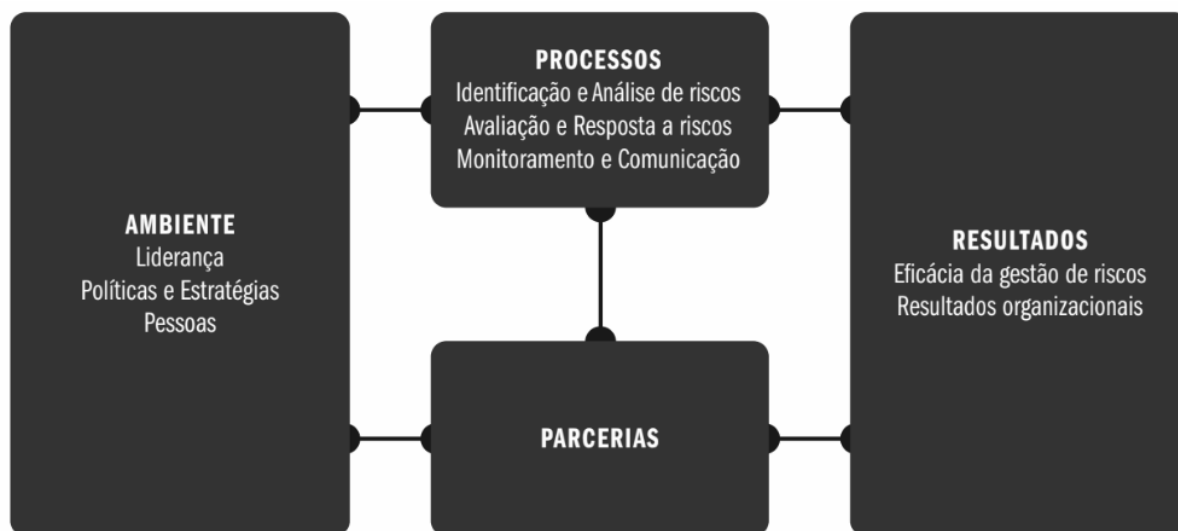 AMBIENTE
Liderança
Políticas e Estratégias
Pessoas
PROCESSOS
Identificação e Análise de riscos
Avaliação e Resposta a riscos
Monitoramento e Comunicação
PARCERIAS
RESULTADOS
Eficácia da gestão de riscos
Resultados organizacionais